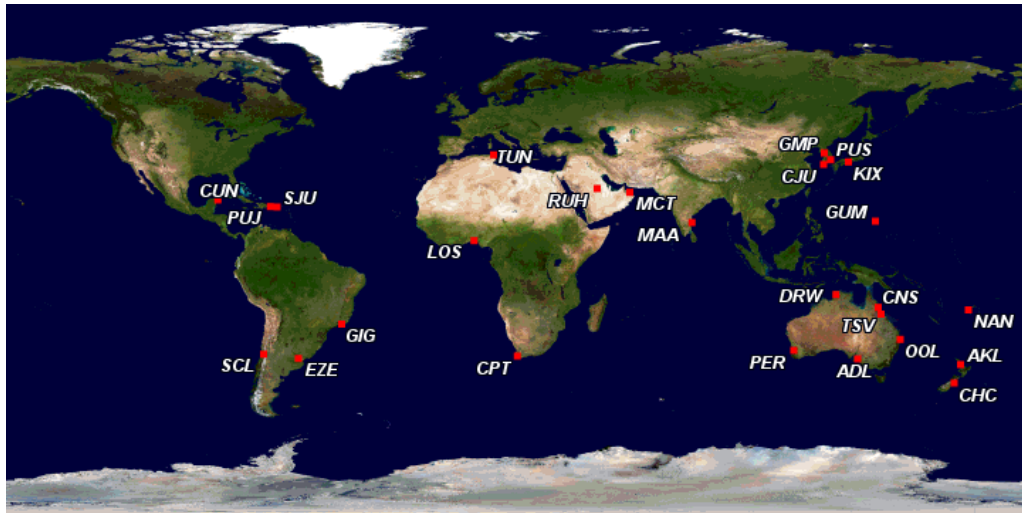 GMP
PUS
TUN
CJU
KIX
CUN
SJU
RUH
MCT
PUJ
GUM
MAA
LOS
DRW
CNS
TSV
NAN
GIG
OOL
SCL
EZE
CPT
PER
ADL
AKL
CHC